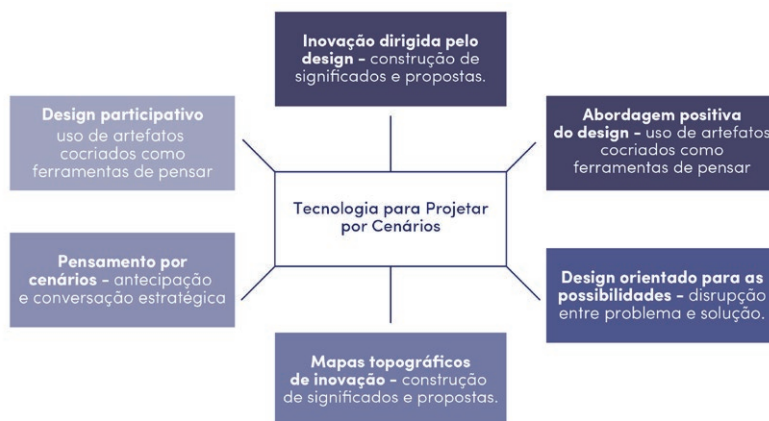 Inovação dirigida pelo
design - construção de
significados e propostas.
Design participativo
uso de artefatos
cocriados como
ferramentas de pensar
Abordagem positiva
do design - uso de artefatos
cocriados como
ferramentas de pensar
Tecnologia para Projetar
por Cenários
Pensamento por
cenários - antecipação
e conversação estratégica
Design orientado para as
possibilidades - disrupção
entre problema e solução.
Mapas topográficos
de inovação - construção
de significados e propostas.